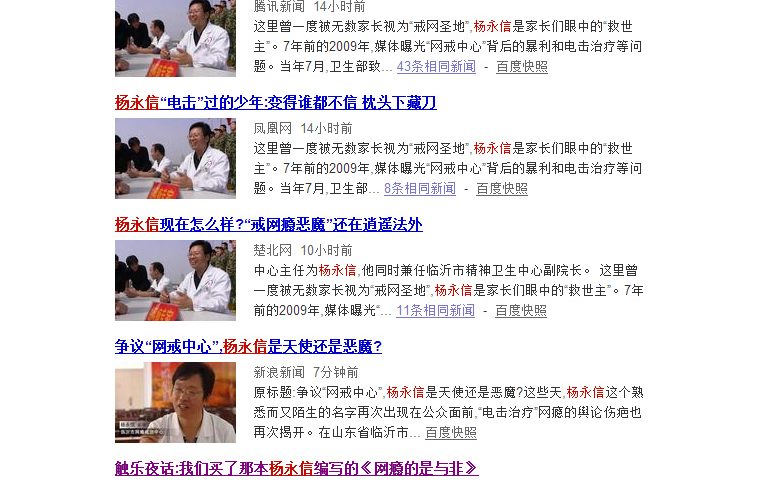 腾讯新闻 14小时前
这里曾一度被无数家长视为“戒网圣地”,杨永信是家长们眼中的“救世
主”。7年前的2009年,媒体曝光“网戒中心”背后的暴利和电击治疗等问
题。当年7月,卫生部致... 43条相同新闻 - 百度快照
杨永信“电击”过的少年:变得谁都不信 枕头下藏刀
凤凰网 14小时前
这里曾一度被无数家长视为“戒网圣地”,杨永信是家长们眼中的“救世
主”。7年前的2009年,媒体曝光“网戒中心”背后的暴利和电击治疗等问
题。当年7月,卫生部... 8条相同新闻 - 百度快照
杨永信现在怎么样?“戒网瘾恶魔”还在逍遥法外
楚北网 10小时前
中心主任为杨永信,他同时兼任临沂市精神卫生中心副院长。 这里曾
一度被无数家长视为“戒网圣地”,杨永信是家长们眼中的“救世主”。7年
前的2009年,媒体曝光“... 11条相同新闻 - 百度快照
争议“网戒中心”,杨永信是天使还是恶魔?
新浪新闻 7分钟前
原标题:争议“网戒中心”,杨永信是天使还是恶魔?这些天,杨永信这个熟
悉而又陌生的名字再次出现在公众面前,“电击治疗”网瘾的舆论伤疤也
再次揭开。在山东省临沂市... 百度快照
杨永信
触乐夜话:我们买了那本杨永信编写的《网瘾的是与非》